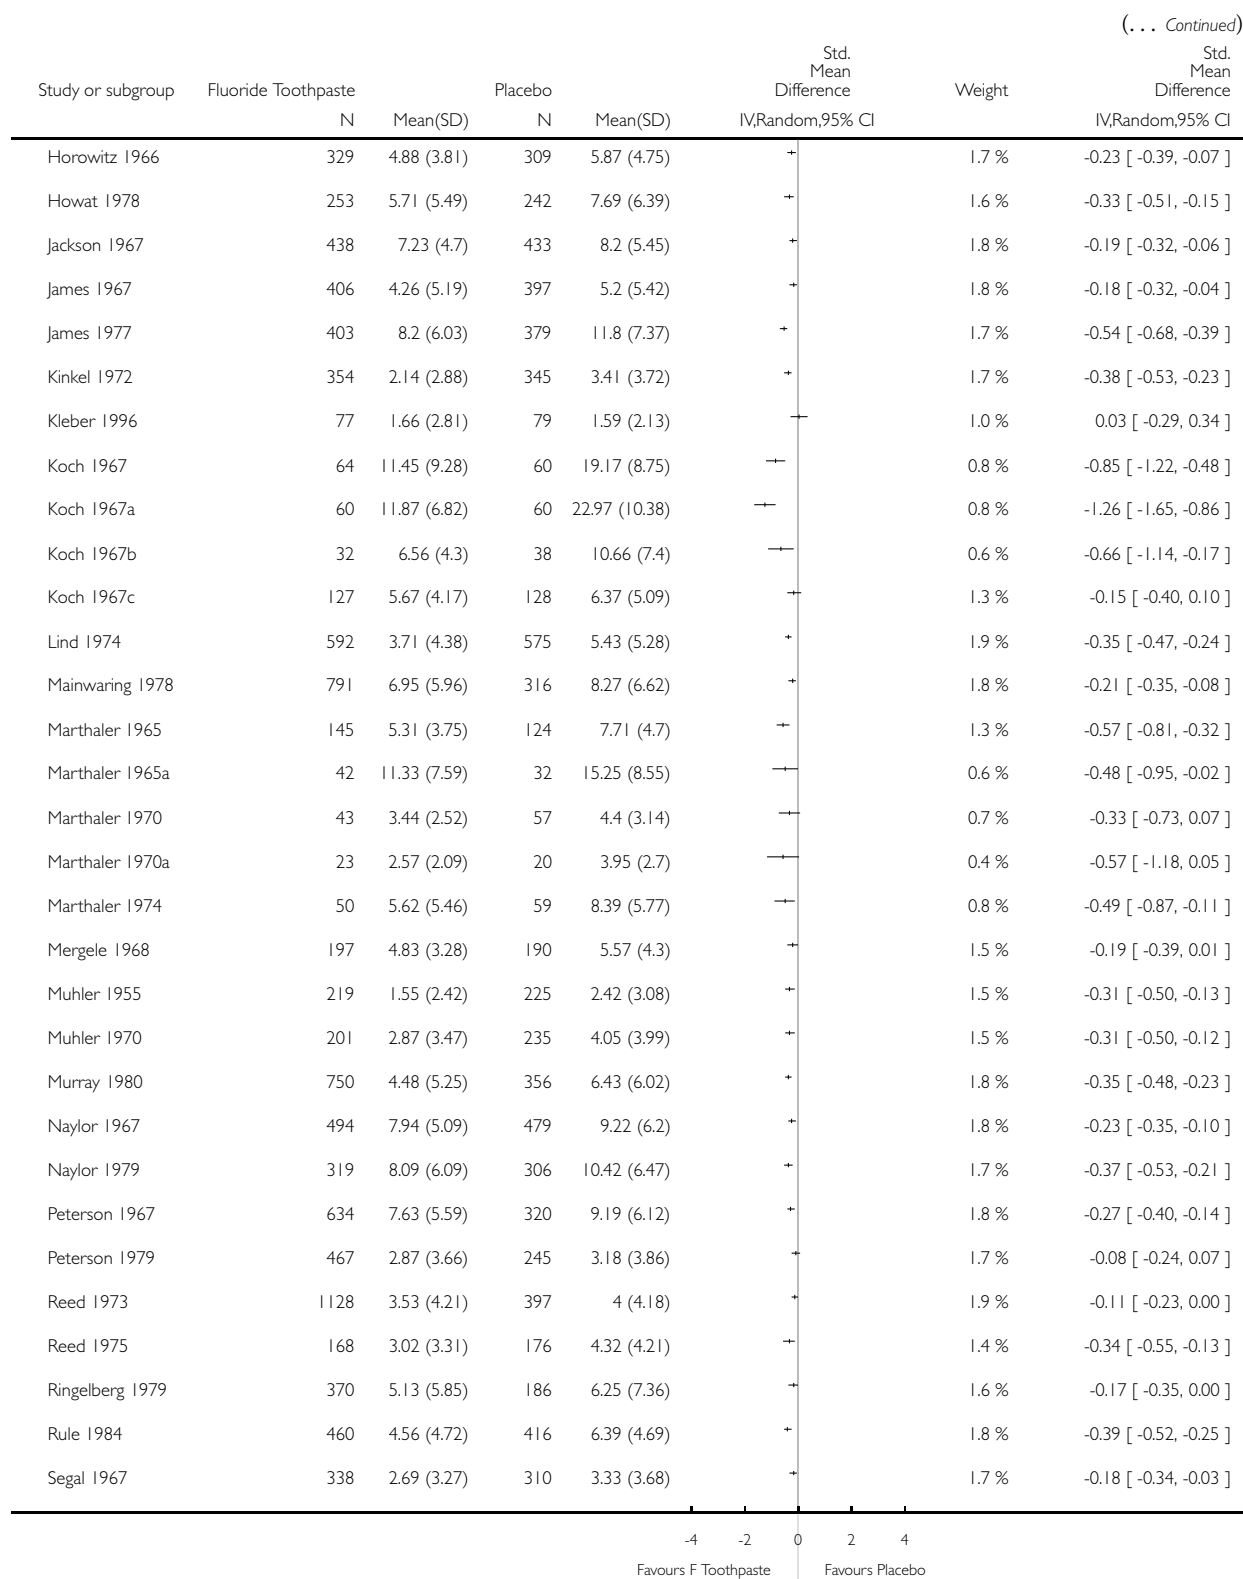 (... Continued)
Std.
Mean
Difference
Std.
Mean
Difference
Study or subgroup Fluoride Toothpaste Placebo Weight
N Mean(SD) N Mean(SD) IV,Random,95% CI IV,Random,95% CI
Horowitz 1966 329 4.88 (3.81) 309 5.87 (4.75) 1.7 % -0.23 [ -0.39, -0.07 ]
Howat 1978 253 5.71 (5.49) 242 7.69 (6.39) 1.6 % -0.33 [ -0.51, -0.15 ]
Jackson 1967 438 7.23 (4.7) 433 8.2 (5.45) 1.8 % -0.19 [ -0.32, -0.06 ]
James 1967 406 4.26 (5.19) 397 5.2 (5.42) 1.8 % -0.18 [ -0.32, -0.04 ]
James 1977 403 8.2 (6.03) 379 11.8 (7.37) 1.7 % -0.54 [ -0.68, -0.39 ]
Kinkel 1972 354 2.14 (2.88) 345 3.41 (3.72) 1.7 % -0.38 [ -0.53, -0.23 ]
Kleber 1996 77 1.66 (2.81) 79 1.59 (2.13) 1.0 % 0.03 [ -0.29, 0.34 ]
Koch 1967 64 11.45 (9.28) 60 19.17 (8.75) 0.8 % -0.85 [ -1.22, -0.48 ]
Koch 1967a 60 11.87 (6.82) 60 22.97 (10.38) 0.8 % -1.26 [ -1.65, -0.86 ]
Koch 1967b 32 6.56 (4.3) 38 10.66 (7.4) 0.6 % -0.66 [ -1.14, -0.17 ]
Koch 1967c 127 5.67 (4.17) 128 6.37 (5.09) 1.3 % -0.15 [ -0.40, 0.10 ]
Lind 1974 592 3.71 (4.38) 575 5.43 (5.28) 1.9 % -0.35 [ -0.47, -0.24 ]
Mainwaring 1978 791 6.95 (5.96) 316 8.27 (6.62) 1.8 % -0.21 [ -0.35, -0.08 ]
Marthaler 1965 145 5.31 (3.75) 124 7.71 (4.7) 1.3 % -0.57 [ -0.81, -0.32 ]
Marthaler 1965a 42 11.33 (7.59) 32 15.25 (8.55) 0.6 % -0.48 [ -0.95, -0.02 ]
Marthaler 1970 43 3.44 (2.52) 57 4.4 (3.14) 0.7 % -0.33 [ -0.73, 0.07 ]
Marthaler 1970a 23 2.57 (2.09) 20 3.95 (2.7) 0.4 % -0.57 [ -1.18, 0.05 ]
Marthaler 1974 50 5.62 (5.46) 59 8.39 (5.77) 0.8 % -0.49 [ -0.87, -0.11 ]
Mergele 1968 197 4.83 (3.28) 190 5.57 (4.3) 1.5 % -0.19 [ -0.39, 0.01 ]
Muhler 1955 219 1.55 (2.42) 225 2.42 (3.08) 1.5 % -0.31 [ -0.50, -0.13 ]
Muhler 1970 201 2.87 (3.47) 235 4.05 (3.99) 1.5 % -0.31 [ -0.50, -0.12 ]
Murray 1980 750 4.48 (5.25) 356 6.43 (6.02) 1.8 % -0.35 [ -0.48, -0.23 ]
Naylor 1967 494 7.94 (5.09) 479 9.22 (6.2) 1.8 % -0.23 [ -0.35, -0.10 ]
Naylor 1979 319 8.09 (6.09) 306 10.42 (6.47) 1.7 % -0.37 [ -0.53, -0.21 ]
Peterson 1967 634 7.63 (5.59) 320 9.19 (6.12) 1.8 % -0.27 [ -0.40, -0.14 ]
Peterson 1979 467 2.87 (3.66) 245 3.18 (3.86) 1.7 % -0.08 [ -0.24, 0.07 ]
Reed 1973 1128 3.53 (4.21) 397 4 (4.18) 1.9 % -0.11 [ -0.23, 0.00 ]
Reed 1975 168 3.02 (3.31) 176 4.32 (4.21) 1.4 % -0.34 [ -0.55, -0.13 ]
Ringelberg 1979 370 5.13 (5.85) 186 6.25 (7.36) 1.6 % -0.17 [ -0.35, 0.00 ]
Rule 1984 460 4.56 (4.72) 416 6.39 (4.69) 1.8 % -0.39 [ -0.52, -0.25 ]
Segal 1967 338 2.69 (3.27) 310 3.33 (3.68) 1.7 % -0.18 [ -0.34, -0.03 ]
-4 -2 0 2 4
Favours F Toothpaste Favours Placebo